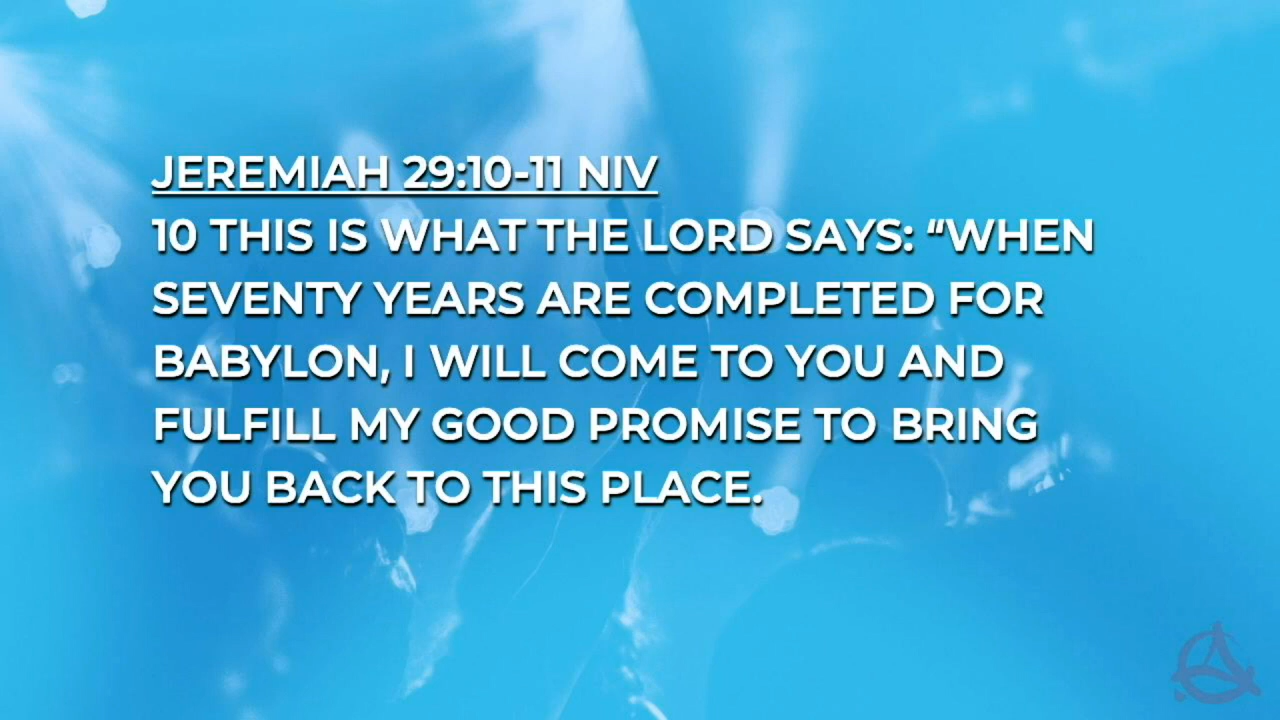 JEREMIAH 29:10-11 NIV
10 THIS IS WHAT THE LORD SAYS: “WHEN
SEVENTY YEARS ARE COMPLETED FOR
BABYLON, I WILL COME TO YOU AND
FULFILL MY GOOD PROMISE TO BRING
YOU BACK TO THIS PLACE.